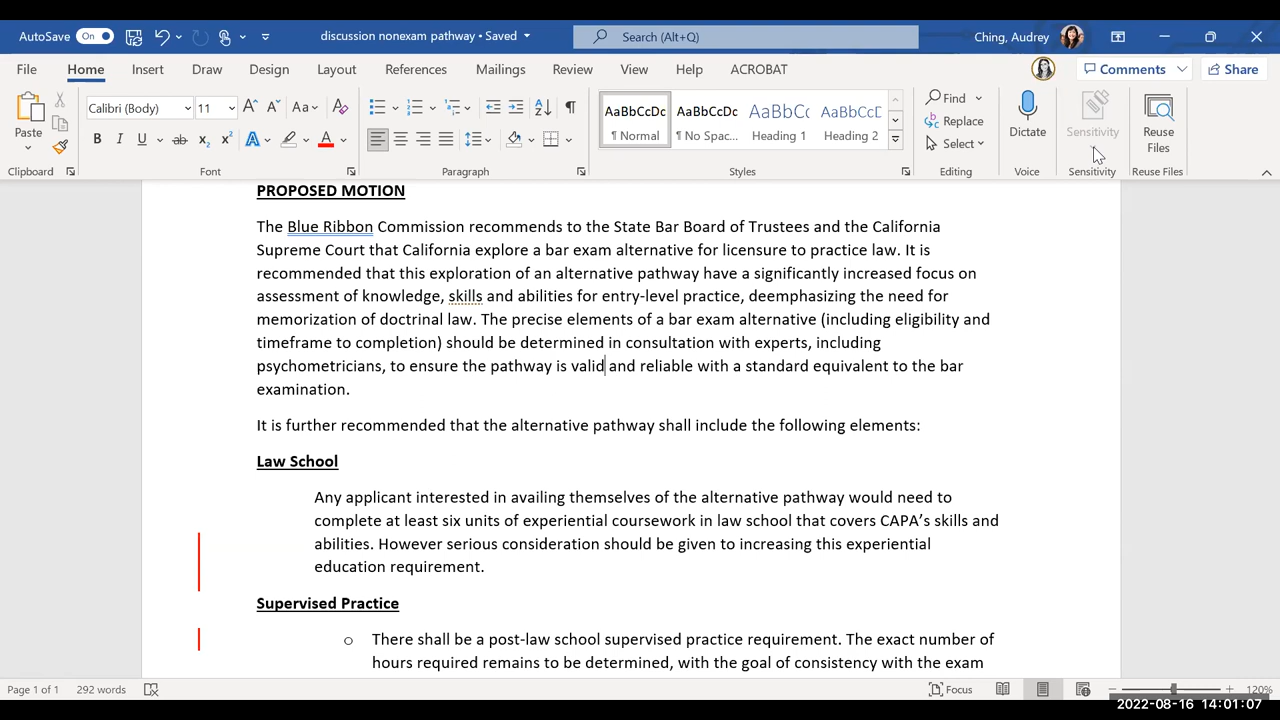 AutoSave On discussion nonexam pathway • Saved Search (Alt+Q) Ching, Audrey
File Home Insert Draw Design Layout References Mailings Review View Help ACROBAT Comments Share
Paste
Calibri (Body) 11
AaBbCcDc AaBbCcDc AaBbCc AaBbCcD
¶ Normal ¶ No Spac... Heading 1 Heading 2
Find
Replace
Select
Dictate
Sensitivity
Reuse
Files
Clipboard Font Paragraph Styles Editing Voice Sensitivity Reuse Files
PROPOSED MOTION
The Blue Ribbon Commission recommends to the State Bar Board of Trustees and the California
Supreme Court that California explore a bar exam alternative for licensure to practice law. It is
recommended that this exploration of an alternative pathway have a significantly increased focus on
assessment of knowledge, skills and abilities for entry-level practice, deemphasizing the need for
memorization of doctrinal law. The precise elements of a bar exam alternative (including eligibility and
timeframe to completion) should be determined in consultation with experts, including
psychometricians, to ensure the pathway is valid and reliable with a standard equivalent to the bar
examination.
It is further recommended that the alternative pathway shall include the following elements:
Law School
Any applicant interested in availing themselves of the alternative pathway would need to
complete at least six units of experiential coursework in law school that covers CAPA's skills and
abilities. However serious consideration should be given to increasing this experiential
education requirement.
Supervised Practice
o There shall be a post-law school supervised practice requirement. The exact number of
hours required remains to be determined, with the goal of consistency with the exam
Page 1 of 1 292 words Focus 120%
2022-08-16 14:01:07